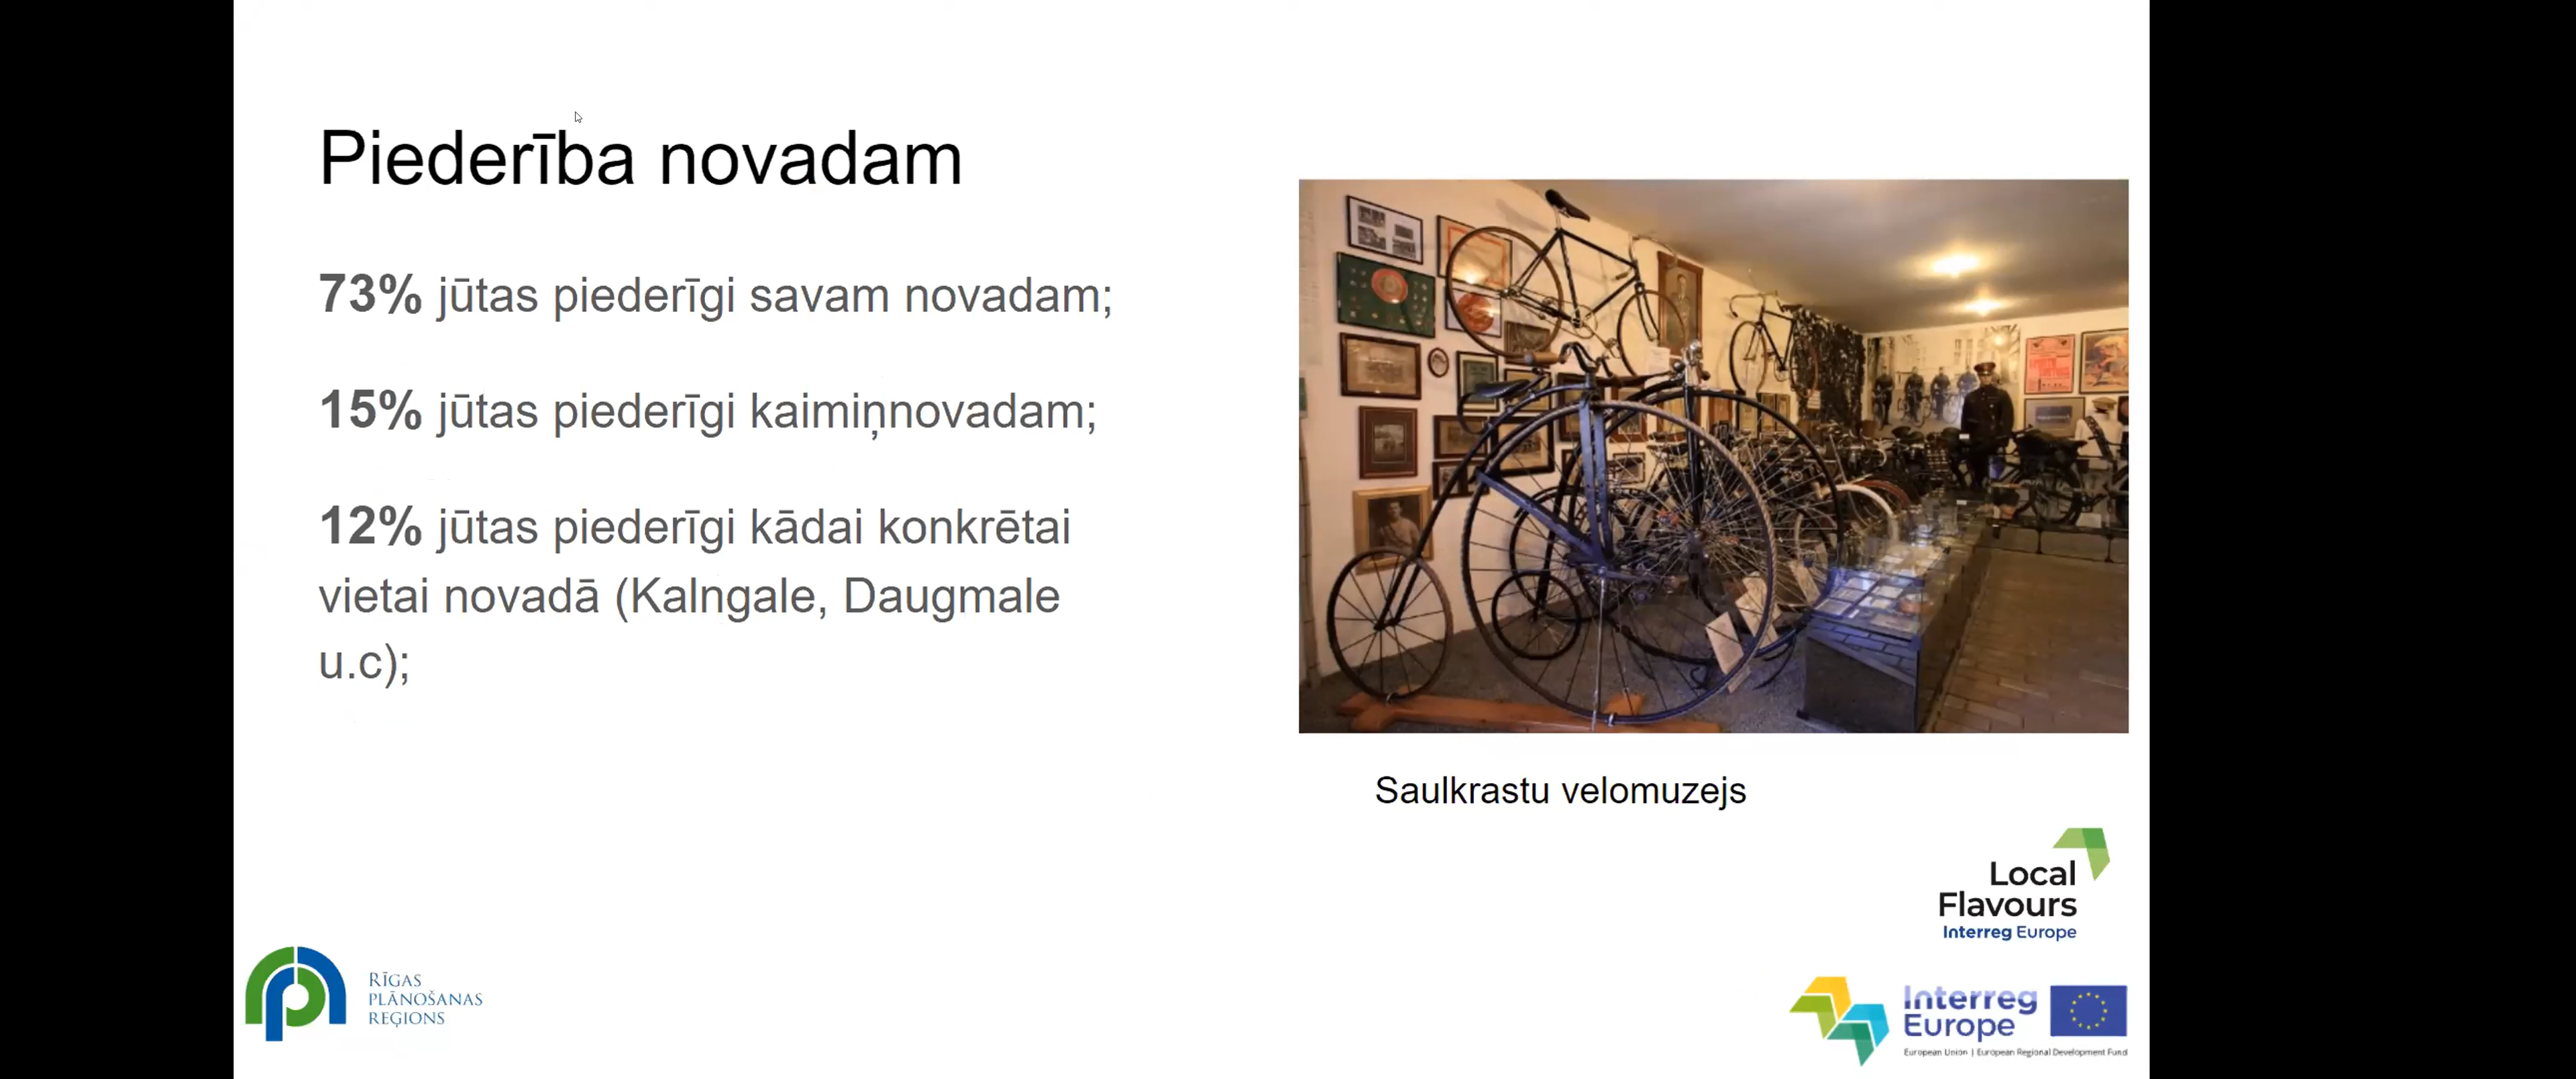 Piederība novadam
73% jūtas piederīgi savam novadam;
15% jūtas piederīgi kaimiņnovadam;
12% jūtas piederīgi kādai konkrētai
vietai novadā (Kalngale, Daugmale
u.c);
Saulkrastu velomuzejs
Local
Flavours
Interreg Europe
RĪGAS
PLĀNOŠANAS
REĢIONS
Interreg
Europe
European Union | European Regional Development Fund